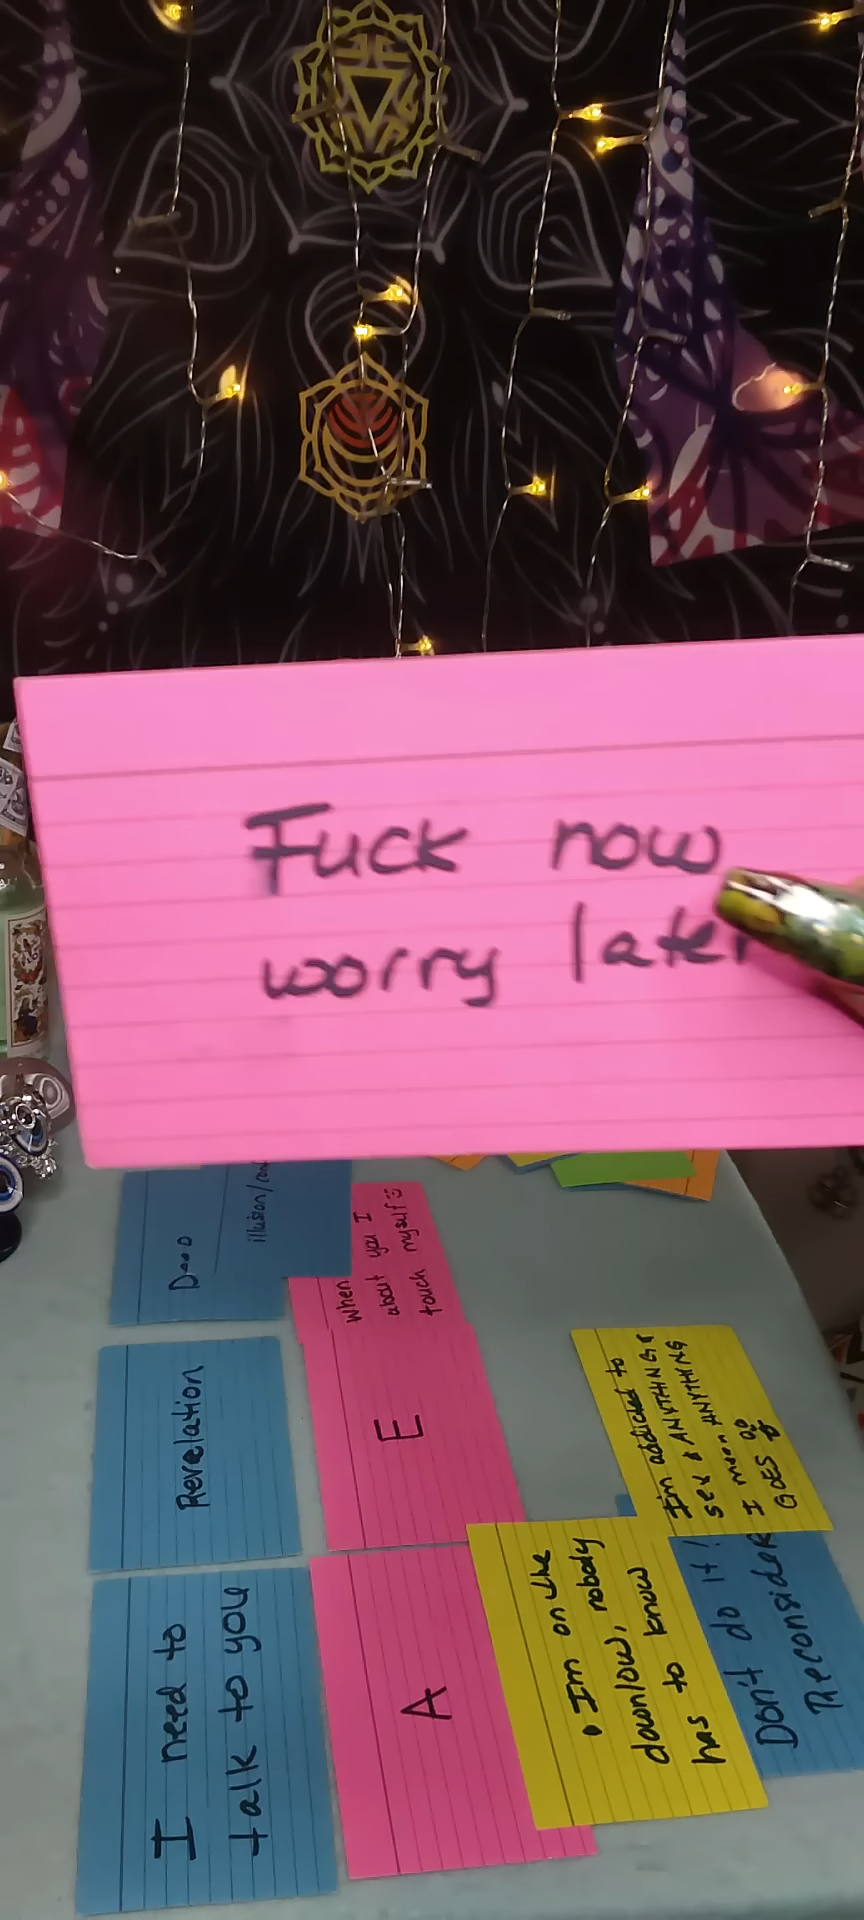 Fuck now
worry later
D
illusion/
When
about you I
touch myself
Revelation
E
I'm addicted to
sex & ANYTHING &
I mean ANYTHING
GOES
I need to
talk to you
A
• I'm on the
downlow, nobody
has to know
Don't do it!
Reconsider